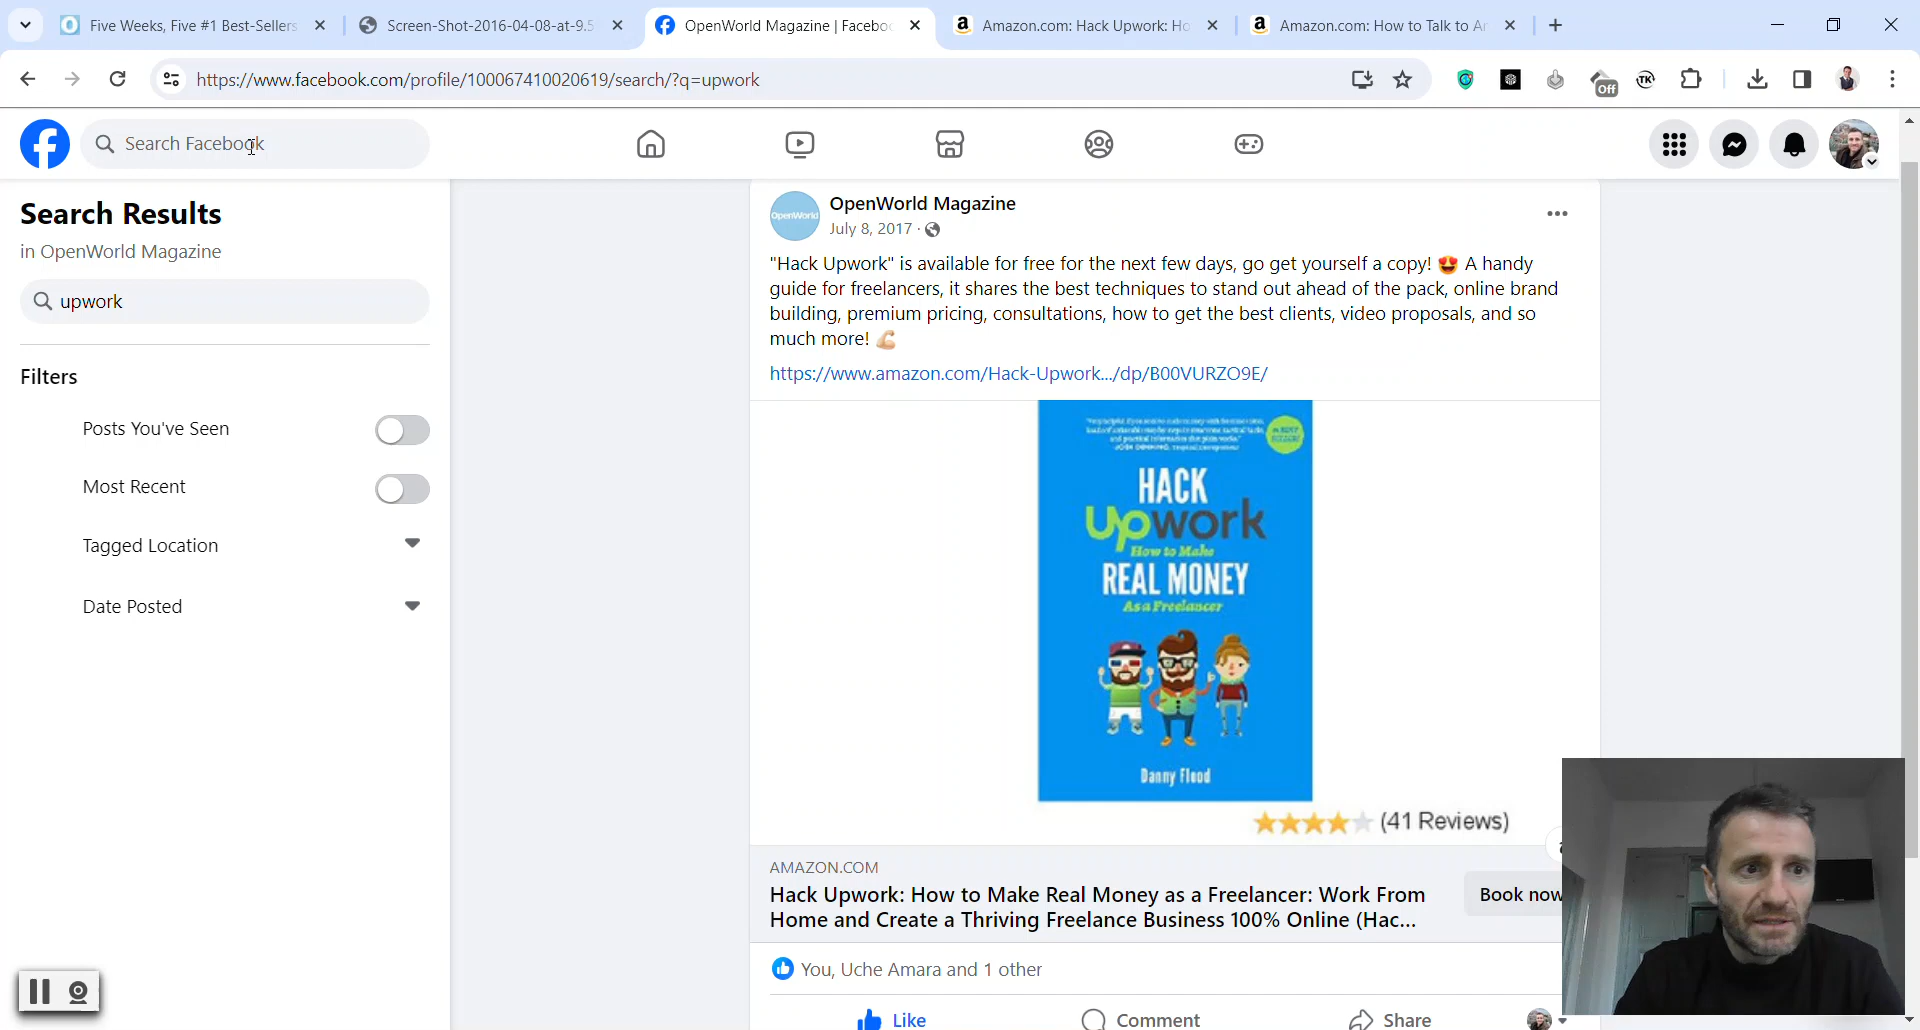 Five Weeks, Five #1 Best-Sellers
Screen-Shot-2016-04-08-at-9.5
OpenWorld Magazine | Facebo
Amazon.com: Hack Upwork: Ho
Amazon.com: How to Talk to A
https://www.facebook.com/profile/100067410020619/search/?q=upwork
Off
TK
Search Facebook
Search Results
in OpenWorld Magazine
upwork
Filters
Posts You've Seen
Most Recent
Tagged Location
Date Posted
OpenWorld
OpenWorld Magazine
July 8, 2017 ·
"Hack Upwork" is available for free for the next few days, go get yourself a copy! 😍 A handy
guide for freelancers, it shares the best techniques to stand out ahead of the pack, online brand
building, premium pricing, consultations, how to get the best clients, video proposals, and so
much more! 💪🏻
https://www.amazon.com/Hack-Upwork.../dp/B00VURZO9E/
HACK
upwork
How to Make
REAL MONEY
As a Freelancer
Danny Flood
(41 Reviews)
AMAZON.COM
Hack Upwork: How to Make Real Money as a Freelancer: Work From
Home and Create a Thriving Freelance Business 100% Online (Hac...
Book now
You, Uche Amara and 1 other
Like
Comment
Share